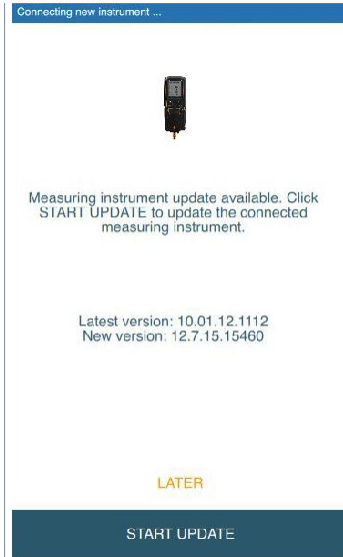 Connecting new instrument ...
Measuring instrument update available. Click
START UPDATE to update the connected
measuring instrument.
Latest version: 10.01.12.1112
New version: 12.7.15.15460
LATER
START UPDATE